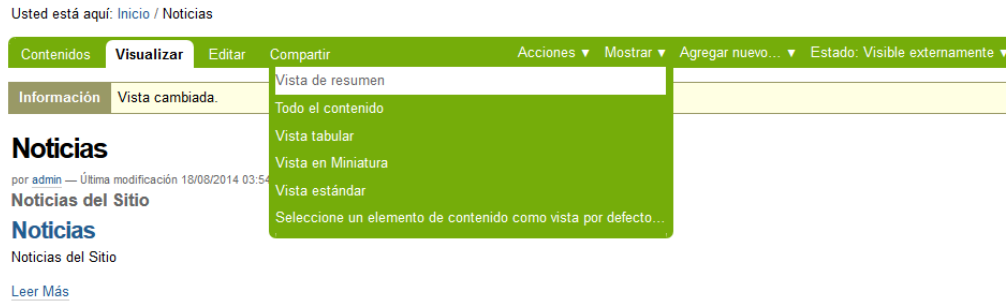 Usted está aquí: Inicio / Noticias
Contenidos Visualizar Editar Compartir Acciones ▼ Mostrar ▼ Agregar nuevo... ▼ Estado: Visible externamente ▼
Vista de resumen
Información Vista cambiada.
Todo el contenido
Vista tabular
Noticias
Vista en Miniatura
por admin — Última modificación 18/08/2014 03:54
Vista estándar
Noticias del Sitio
Seleccione un elemento de contenido como vista por defecto...
Noticias
Noticias del Sitio
Leer Más